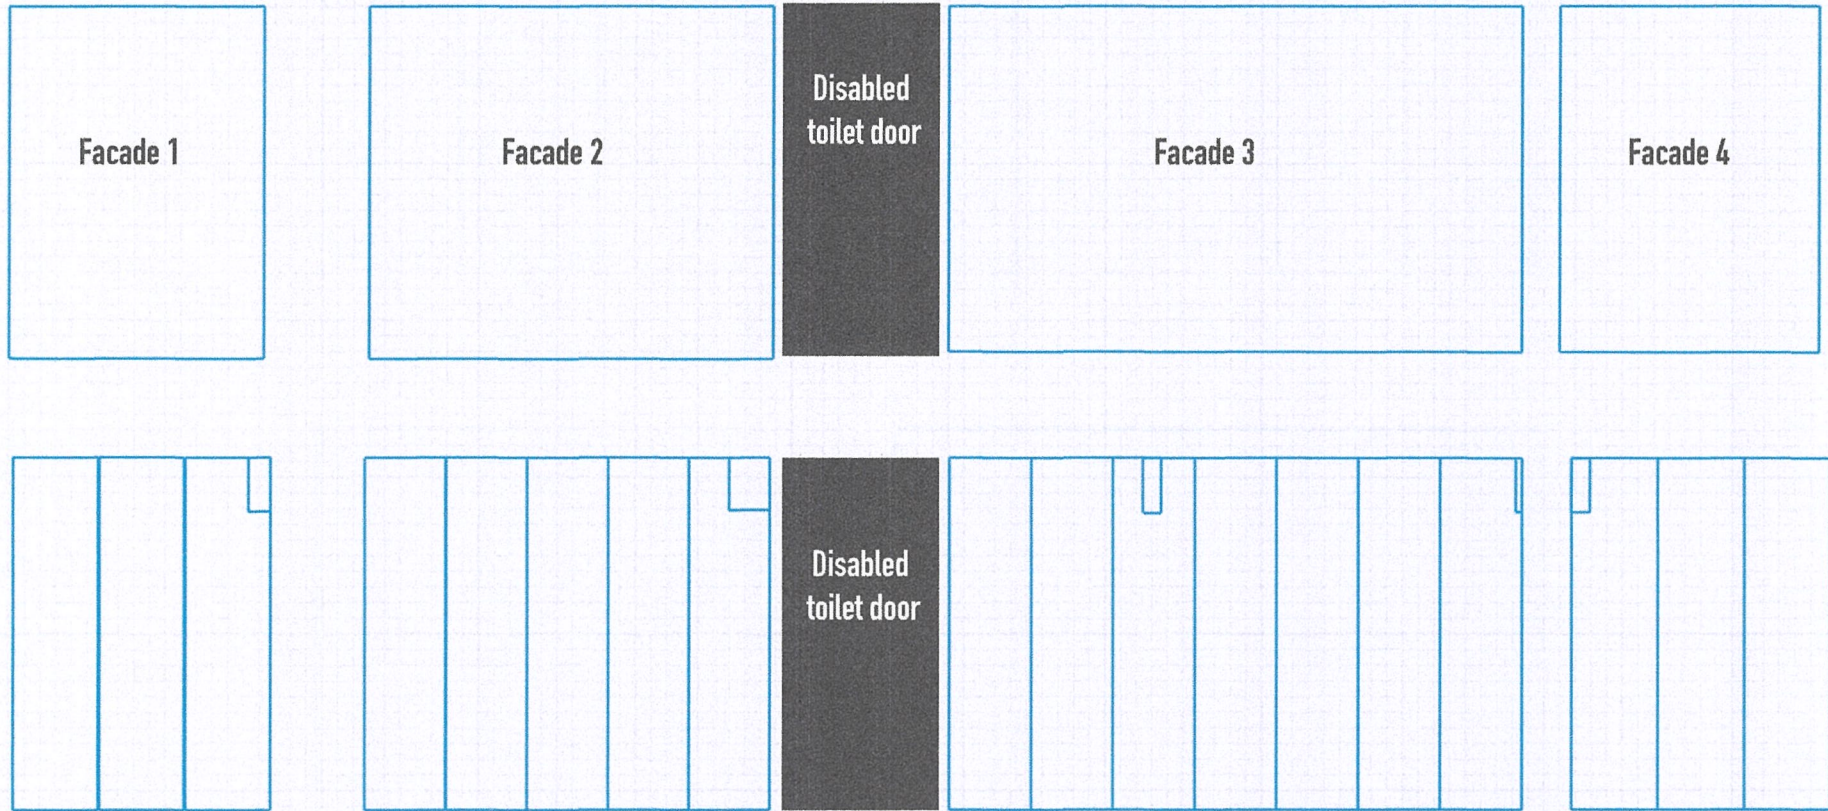 Facade 1
Facade 2
Disabled
toilet door
Facade 3
Facade 4
Disabled
toilet door